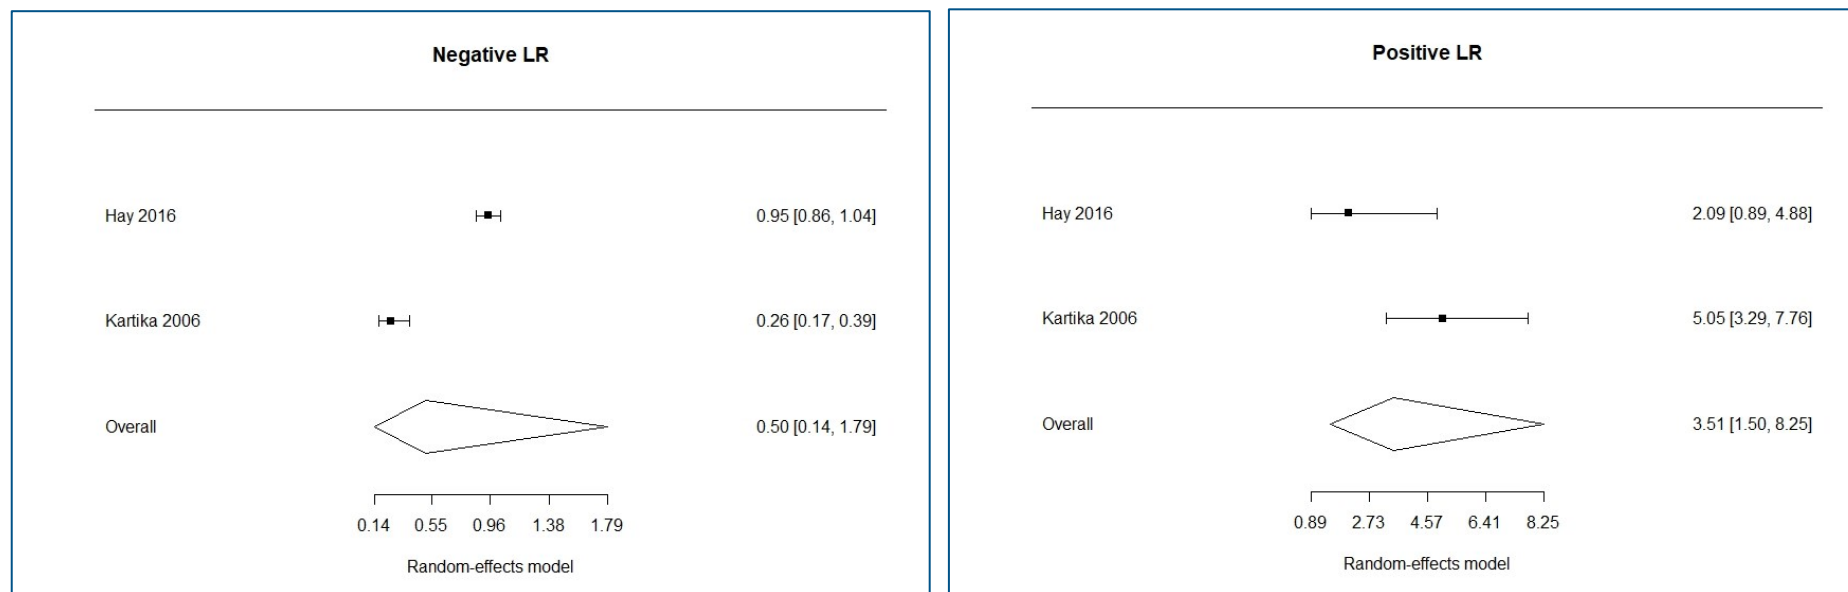 Negative LR
Hay 2016 0.95 [0.86, 1.04]
Kartika 2006 0.26 [0.17, 0.39]
Overall 0.50 [0.14, 1.79]
0.14 0.55 0.96 1.38 1.79
Random-effects model
Positive LR
Hay 2016 2.09 [0.89, 4.88]
Kartika 2006 5.05 [3.29, 7.76]
Overall 3.51 [1.50, 8.25]
0.89 2.73 4.57 6.41 8.25
Random-effects model